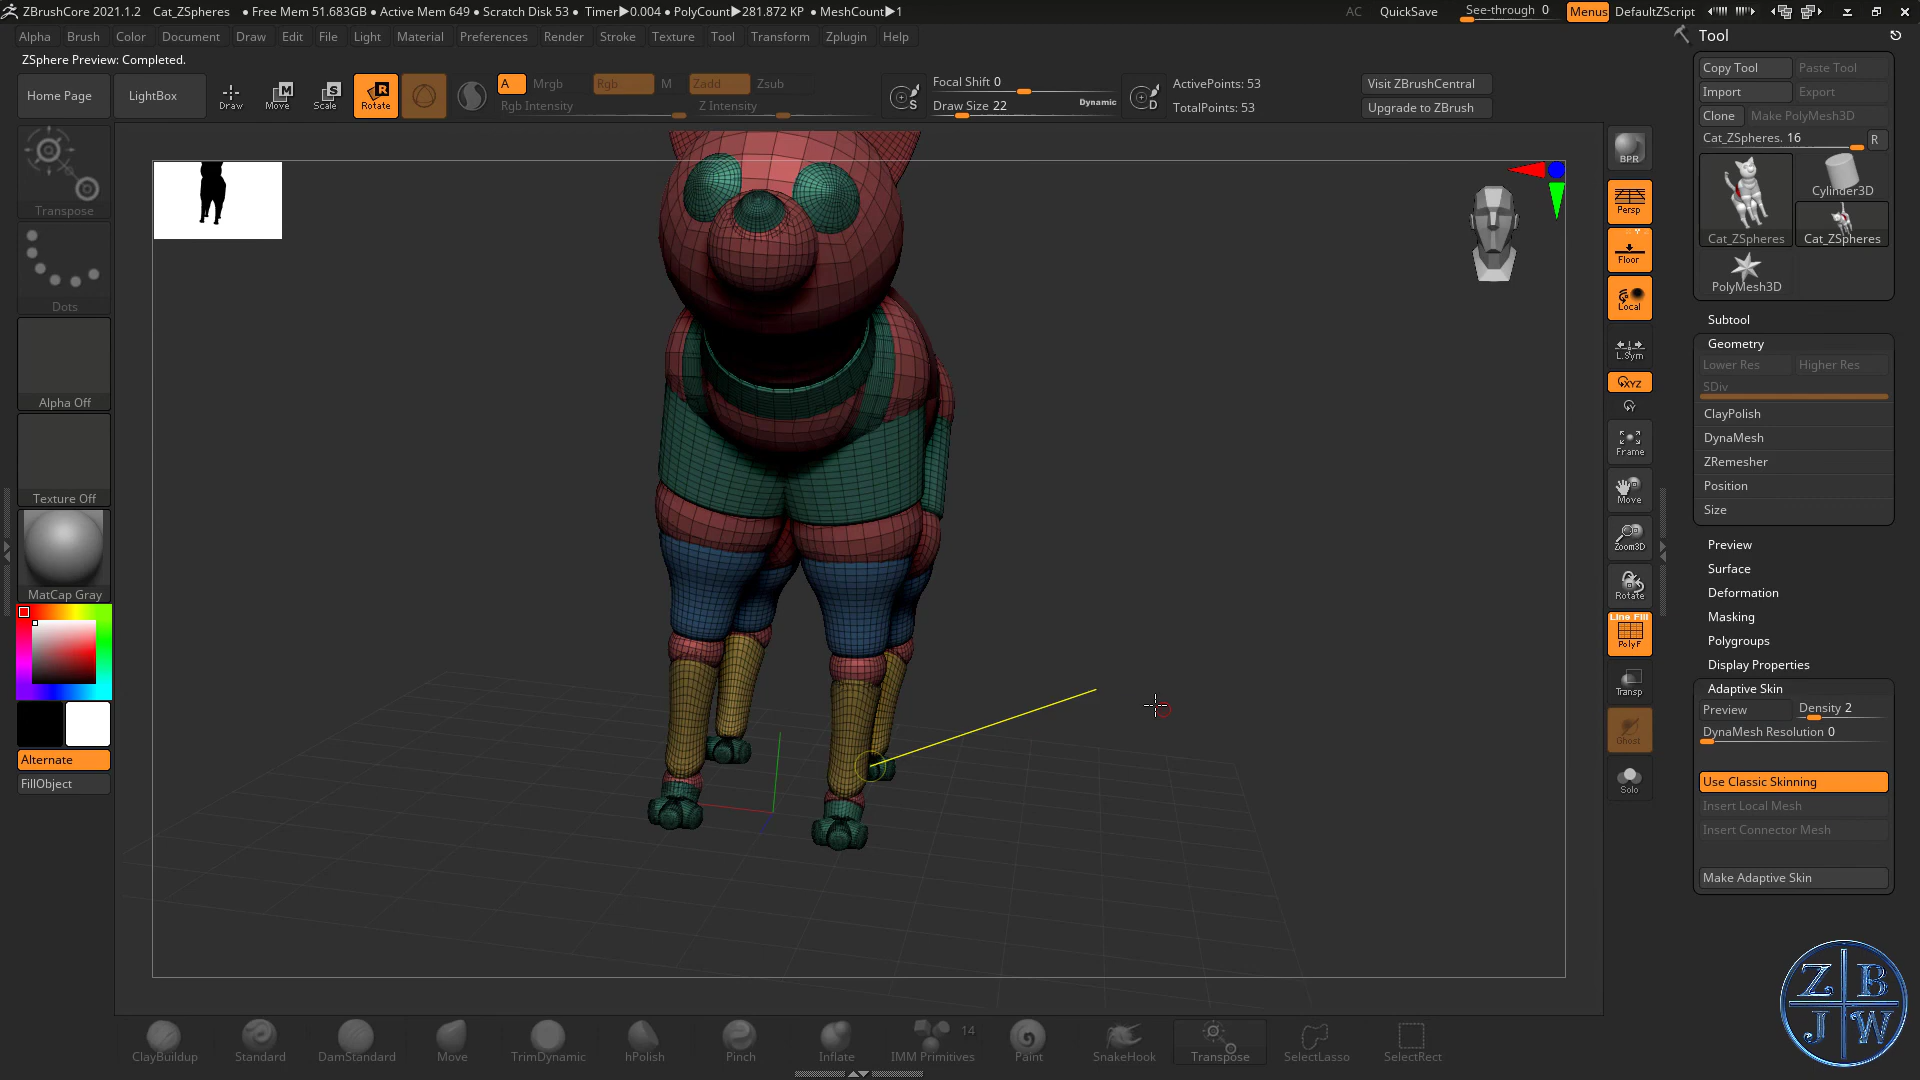 ZBrushCore 2021.1.2 Cat_ZSpheres ● Free Mem 51.683GB ● Active Mem 649 ● Scratch Disk 53 ● Timer▶0.004 ● PolyCount▶281.872 KP ● MeshCount▶1 AC QuickSave See-through 0 Menus DefaultZScript
Alpha Brush Color Document Draw Edit File Light Material Preferences Render Stroke Texture Tool Transform Zplugin Help
ZSphere Preview: Completed.
Home Page LightBox Draw Move Scale Rotate
A Mrgb Rgb M Zadd Zsub
Rgb Intensity Z Intensity
Focal Shift 0
Draw Size 22 Dynamic
ActivePoints: 53
TotalPoints: 53
Visit ZBrushCentral
Upgrade to ZBrush
Transpose
Dots
Alpha Off
Texture Off
MatCap Gray
Alternate
FillObject
BPR
Persp
Floor
Local
L.Sym
XYZ
Frame
Move
Zoom3D
Rotate
Line Fill
PolyF
Transp
Ghost
Solo
Tool
Copy Tool Paste Tool
Import Export
Clone Make PolyMesh3D
Cat_ZSpheres. 16 R
Cylinder3D
Cat_ZSpheres Cat_ZSpheres
PolyMesh3D
Subtool
Geometry
Lower Res Higher Res
SDiv
ClayPolish
DynaMesh
ZRemesher
Position
Size
Preview
Surface
Deformation
Masking
Polygroups
Display Properties
Adaptive Skin
Preview Density 2
DynaMesh Resolution 0
Use Classic Skinning
Insert Local Mesh
Insert Connector Mesh
Make Adaptive Skin
Z B
J W
14
ClayBuildup Standard DamStandard Move TrimDynamic hPolish Pinch Inflate IMM Primitives Paint SnakeHook Transpose SelectLasso SelectRect